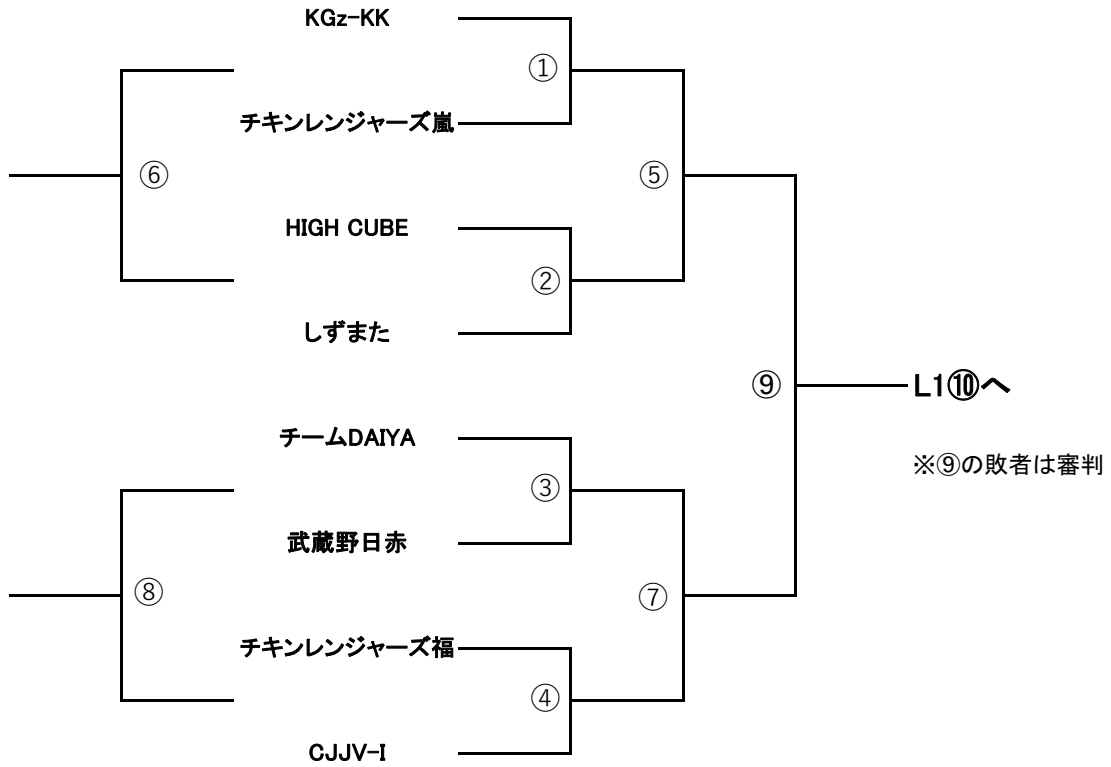 KGz-KK
①
チキンレンジャーズ嵐
⑥
⑤
HIGH CUBE
②
しずまた
⑨
L1⑩へ
チームDAIYA
※⑨の敗者は審判
③
武蔵野日赤
⑧
⑦
チキンレンジャーズ福
④
CJJV-I